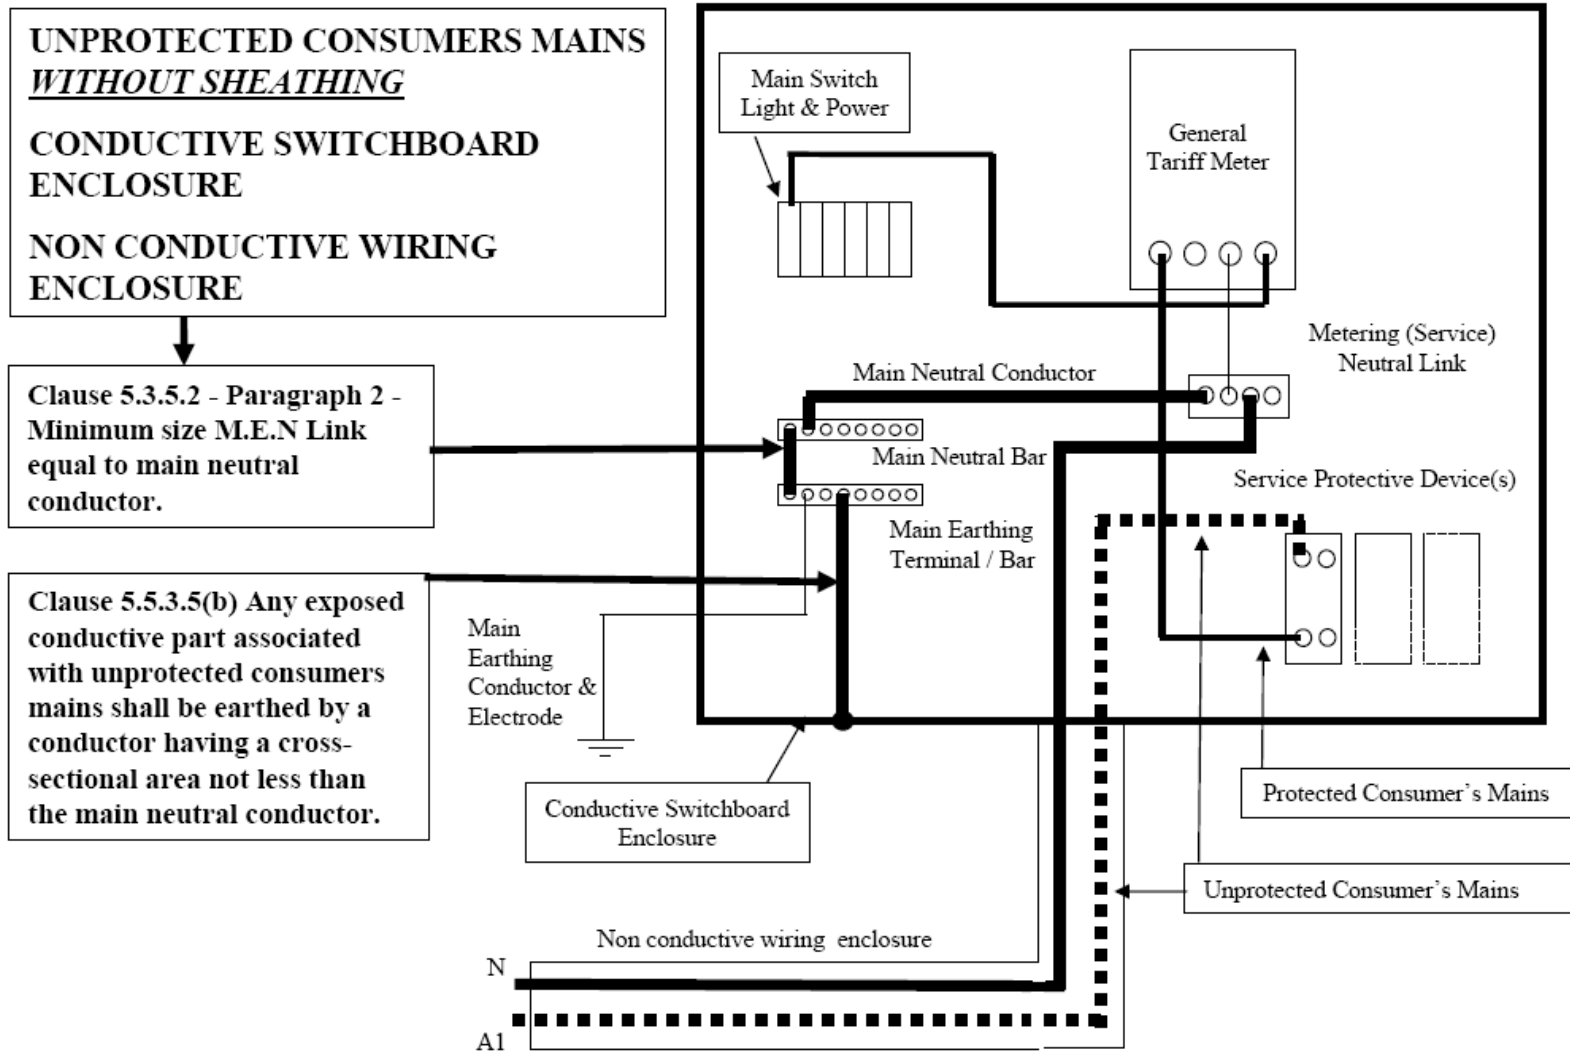 UNPROTECTED CONSUMERS MAINS
WITHOUT SHEATHING
CONDUCTIVE SWITCHBOARD
ENCLOSURE
NON CONDUCTIVE WIRING
ENCLOSURE
Clause 5.3.5.2 - Paragraph 2 -
Minimum size M.E.N Link
equal to main neutral
conductor.
Clause 5.5.3.5(b) Any exposed
conductive part associated
with unprotected consumers
mains shall be earthed by a
conductor having a cross-
sectional area not less than
the main neutral conductor.
Main Switch
Light & Power
General
Tariff Meter
Metering (Service)
Neutral Link
Main Neutral Conductor
Main Neutral Bar
Service Protective Device(s)
Main Earthing
Terminal / Bar
Main
Earthing
Conductor &
Electrode
Conductive Switchboard
Enclosure
Protected Consumer’s Mains
Unprotected Consumer’s Mains
Non conductive wiring enclosure
N
A1